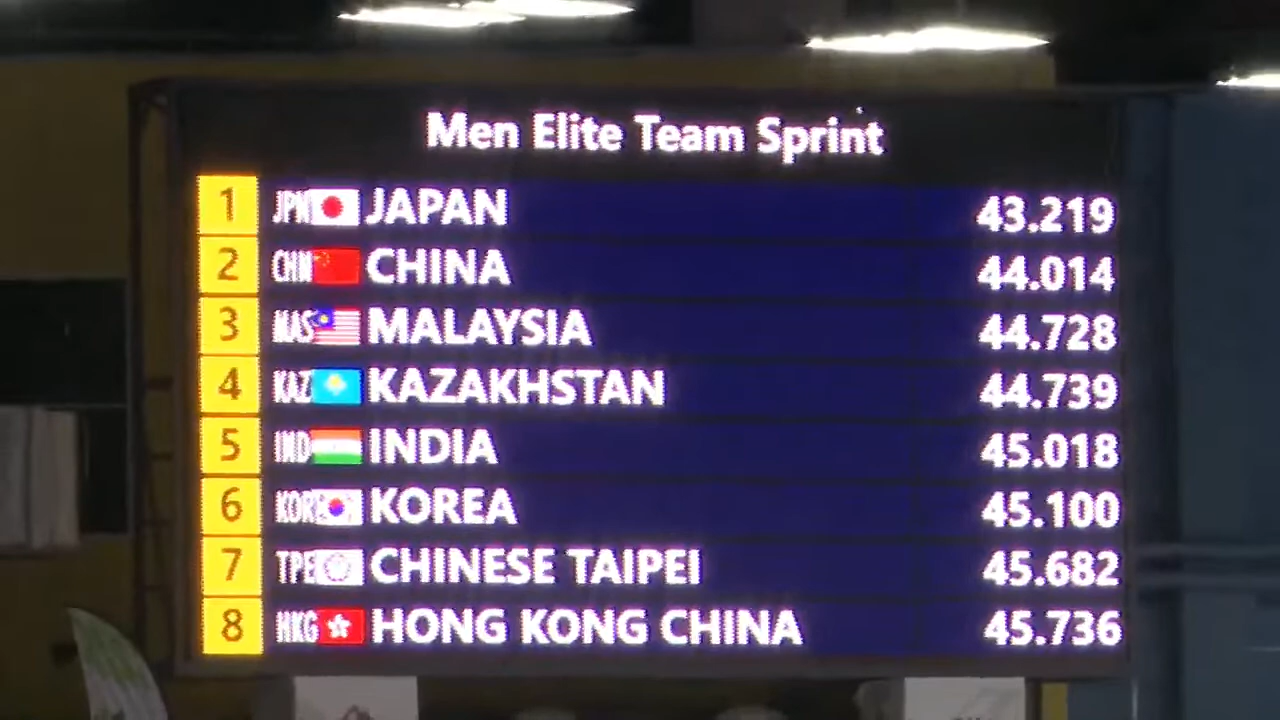 Men Elite Team Sprint
1 JPN JAPAN 43.219
2 CHN CHINA 44.014
3 MAS MALAYSIA 44.728
4 KAZ KAZAKHSTAN 44.739
5 IND INDIA 45.018
6 KOR KOREA 45.100
7 TPE CHINESE TAIPEI 45.682
8 HKG HONG KONG CHINA 45.736